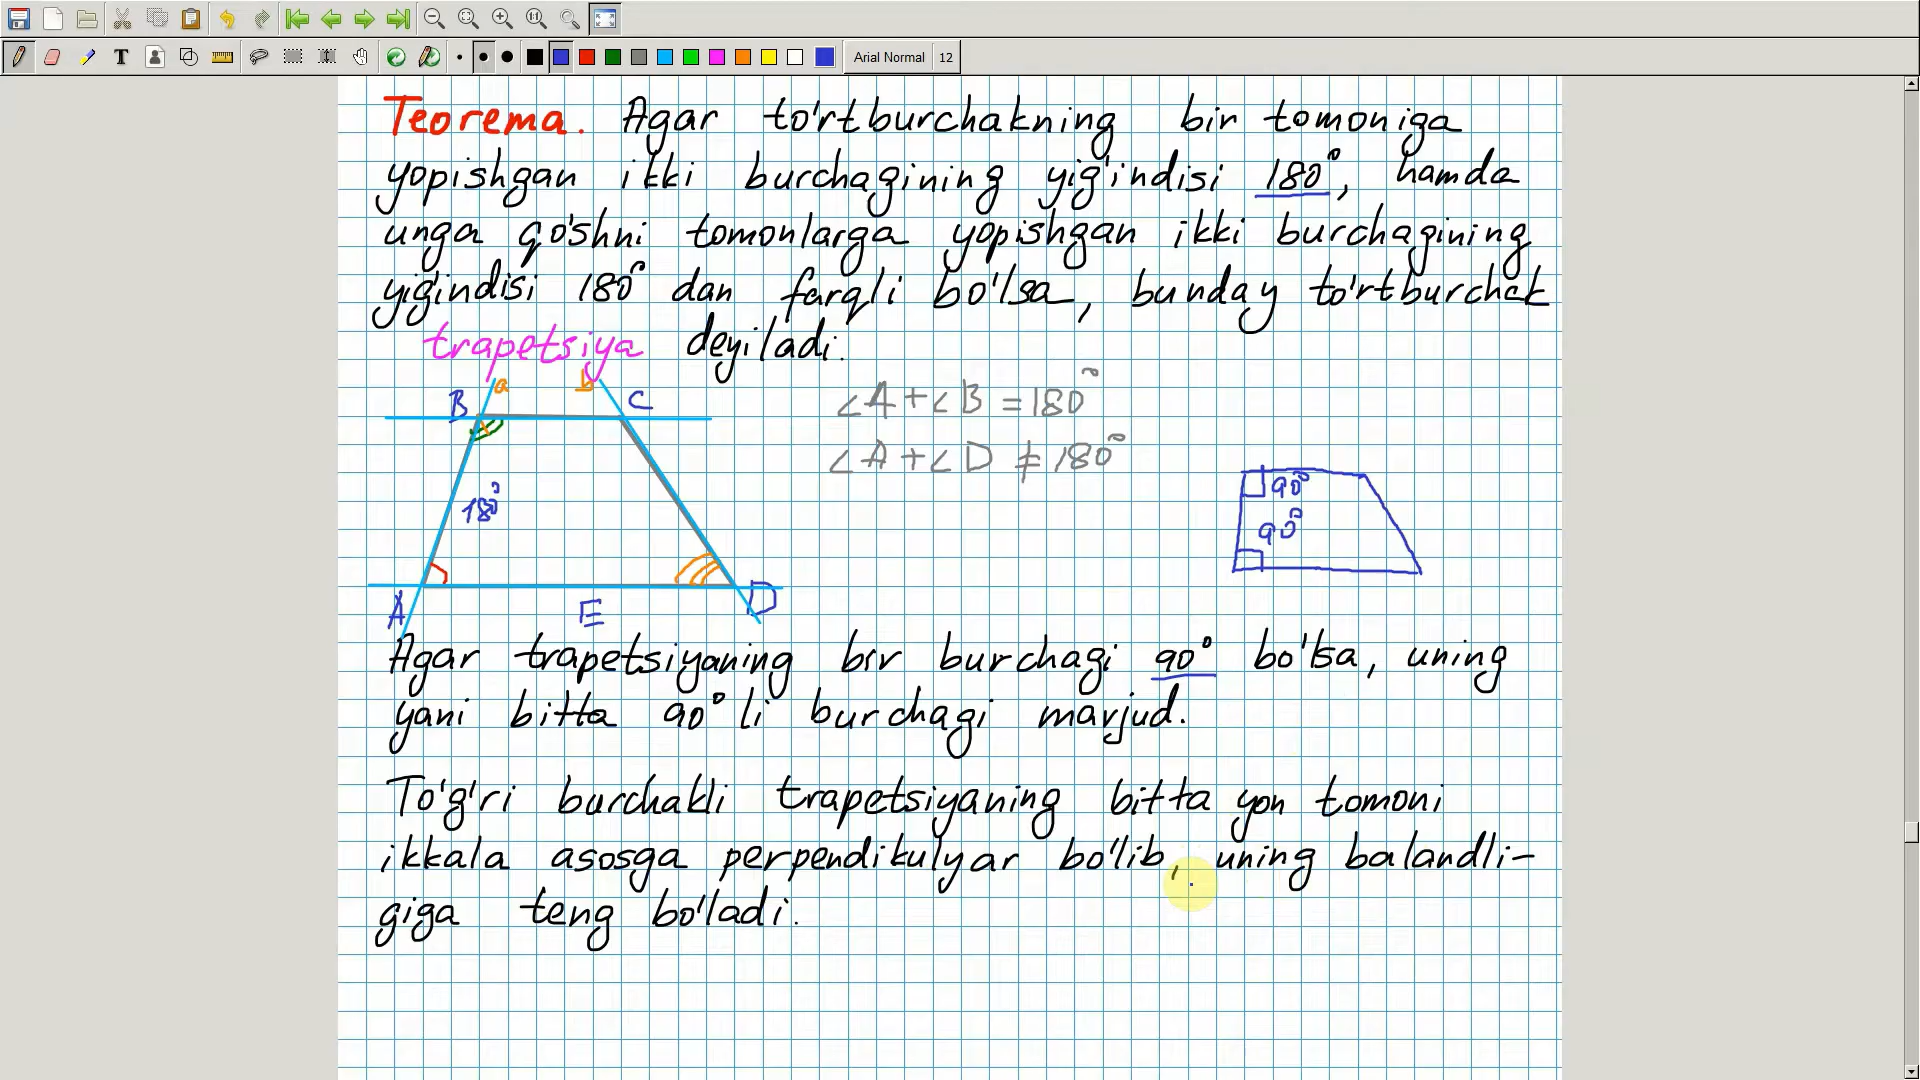 Arial Normal 12
Teorema. Agar to'rtburchakning bir tomoniga
yopishgan ikki burchagining yig'indisi 180°, hamda
unga qo'shni tomonlarga yopishgan ikki burchagining
yig'indisi 180° dan farqli bo'lsa, bunday to'rtburchak
trapetsiya deyiladi.
a b
B C
∠A+∠B=180°
∠A+∠D≠180°
180°
90°
90°
A E D
Agar trapetsiyaning bir burchagi 90° bo'lsa, uning
yani bitta 90° li burchagi mavjud.
To'g'ri burchakli trapetsiyaning bitta yon tomoni
ikkala asosga perpendikulyar bo'lib, uning balandli-
giga teng bo'ladi.